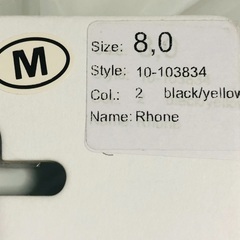 M
Size: 8,0
Style: 10-103834
Col.: 2 black/yellow
Name: Rhone